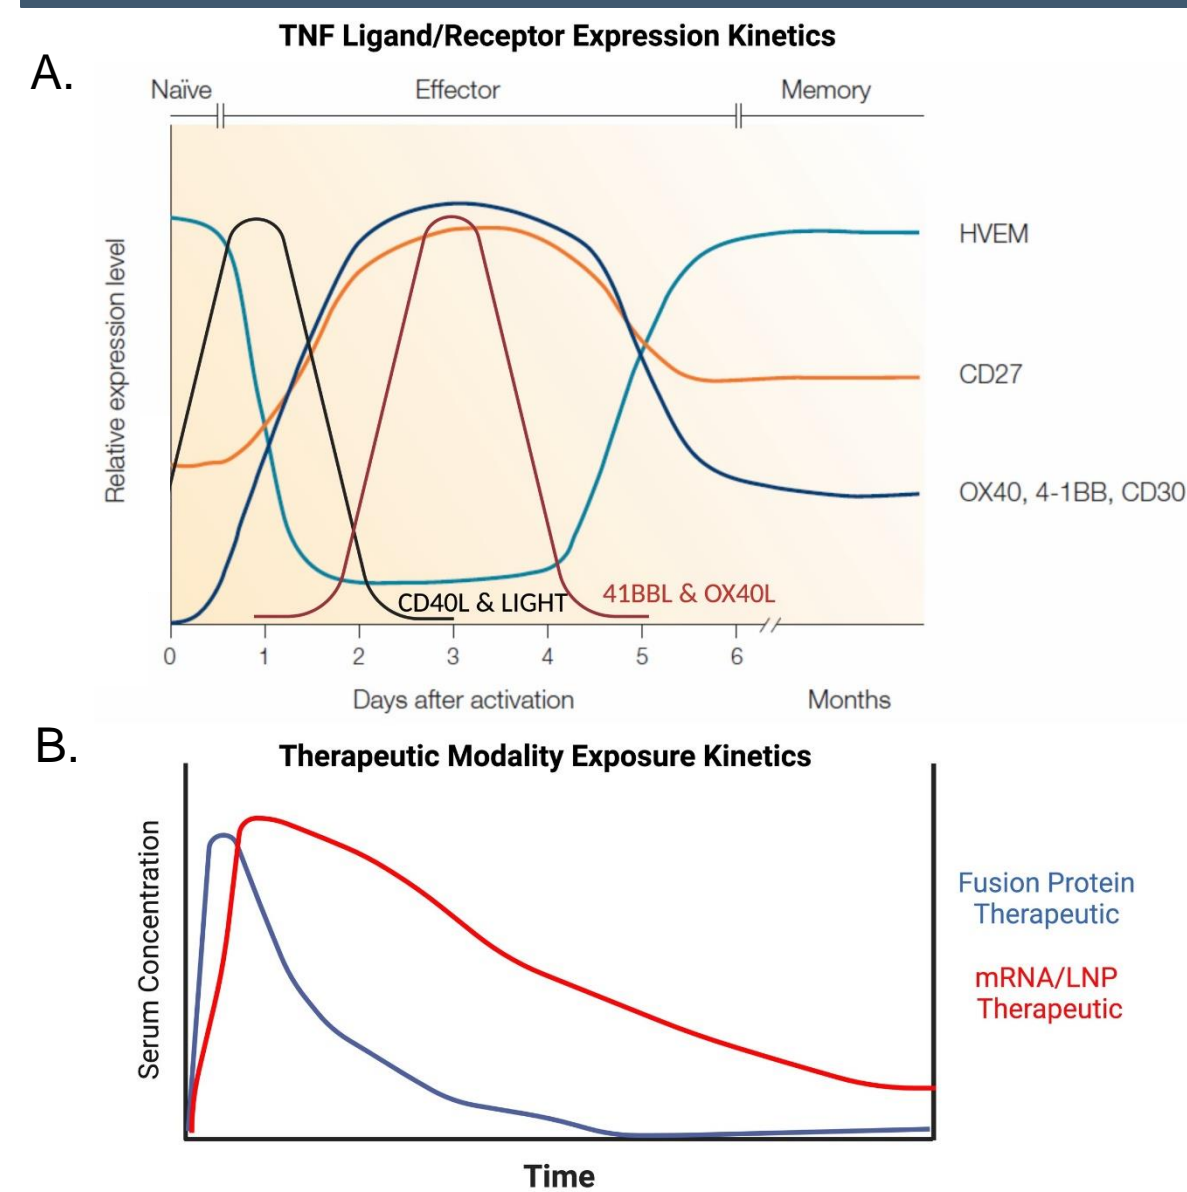 TNF Ligand/Receptor Expression Kinetics
A.
Naïve Effector Memory
Relative expression level
HVEM
CD27
OX40, 4-1BB, CD30
CD40L & LIGHT
41BBL & OX40L
0 1 2 3 4 5 6
Days after activation Months
B.
Therapeutic Modality Exposure Kinetics
Serum Concentration
Fusion Protein
Therapeutic
mRNA/LNP
Therapeutic
Time